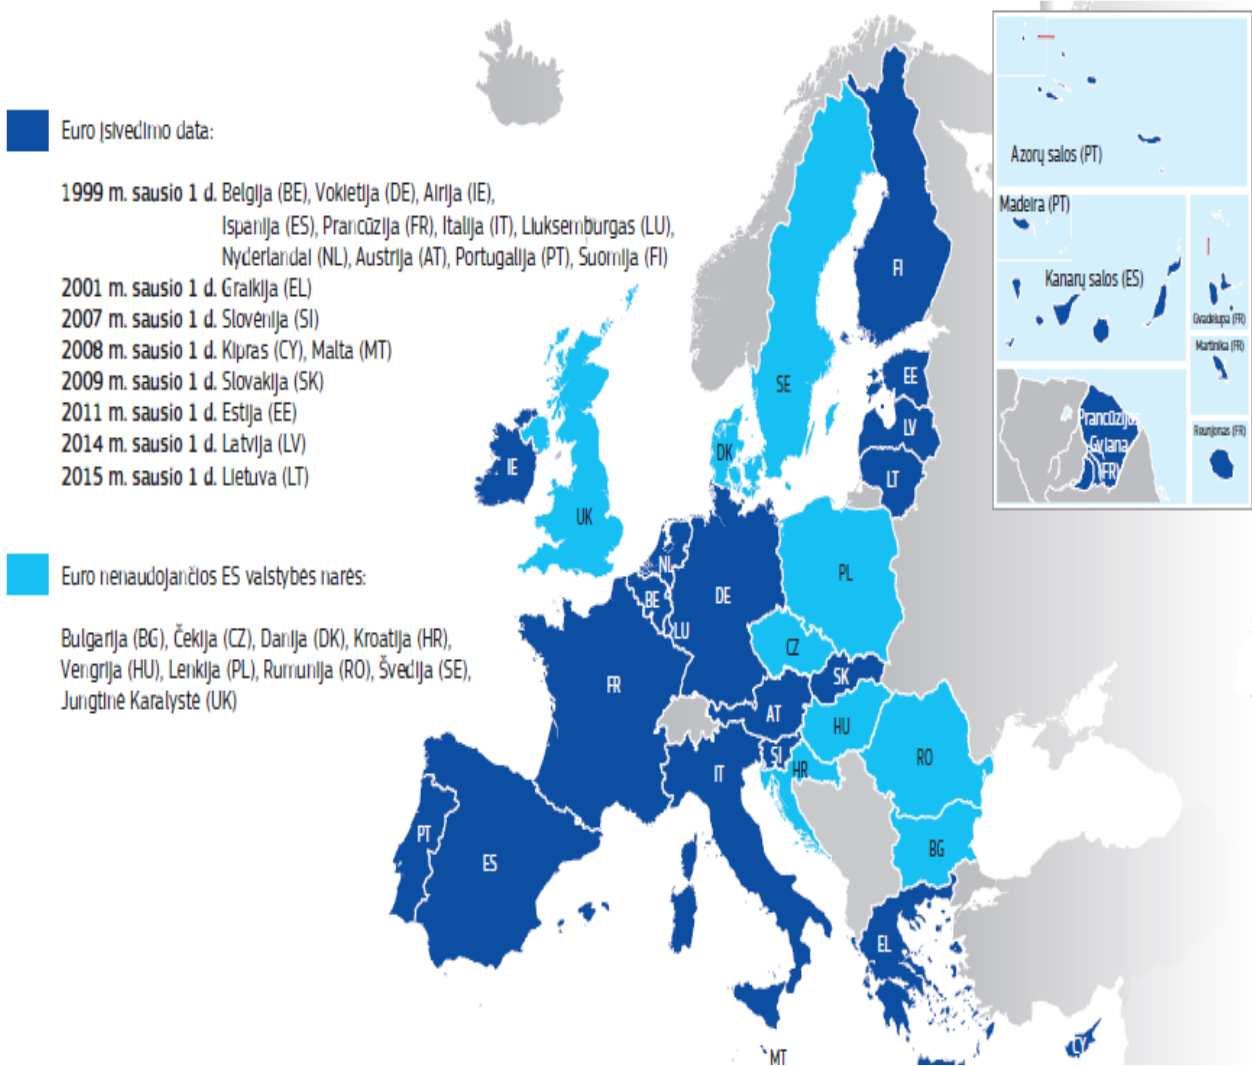 Euro įsivedimo data:
1999 m. sausio 1 d. Belgija (BE), Vokietija (DE), Airija (IE),
Ispanija (ES), Prancūzija (FR), Italija (IT), Liuksemburgas (LU),
Nyderlandai (NL), Austrija (AT), Portugalija (PT), Suomija (FI)
2001 m. sausio 1 d. Graikija (EL)
2007 m. sausio 1 d. Slovėnija (SI)
2008 m. sausio 1 d. Kipras (CY), Malta (MT)
2009 m. sausio 1 d. Slovakija (SK)
2011 m. sausio 1 d. Estija (EE)
2014 m. sausio 1 d. Latvija (LV)
2015 m. sausio 1 d. Lietuva (LT)
Euro nenaudojančios ES valstybės narės:
Bulgarija (BG), Čekija (CZ), Danija (DK), Kroatija (HR),
Vengrija (HU), Lenkija (PL), Rumunija (RO), Švedija (SE),
Jungtinė Karalystė (UK)
Azorų salos (PT)
Madeira (PT)
Kanarų salos (ES)
Gvadelupa (FR)
Martinika (FR)
Prancūzijos
Gviana
(FR)
Reunjonas (FR)
FI
SE
EE
LV
LT
DK
IE
UK
NL
BE
LU
DE
PL
CZ
SK
FR
AT
HU
SI
HR
IT
RO
BG
PT
ES
EL
MT
CY